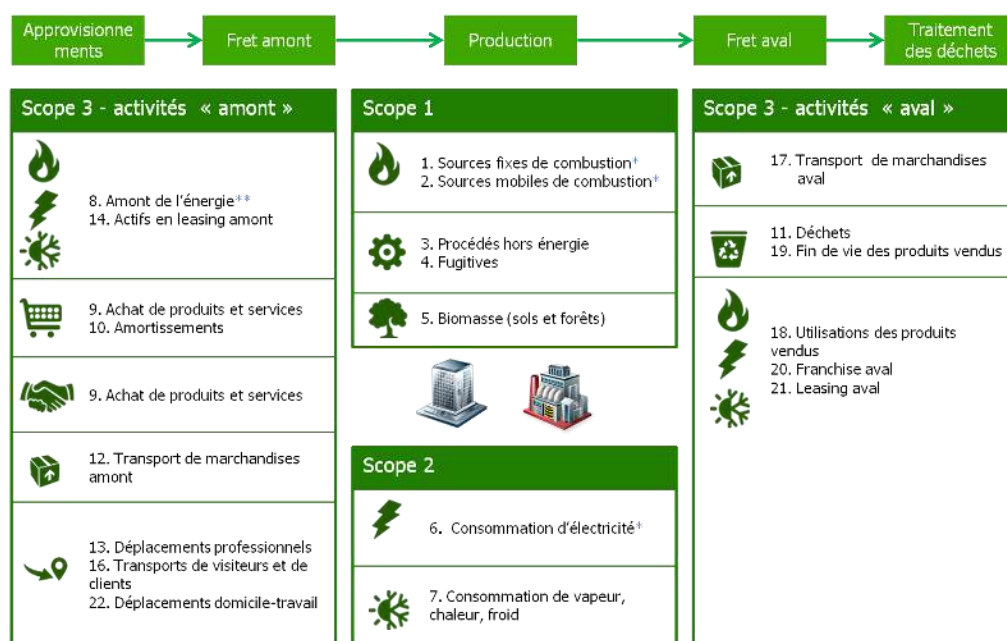 Approvisionne
ments
Fret amont
Production
Fret aval
Traitement
des déchets
Scope 3 - activités « amont »
8. Amont de l'énergie**
14. Actifs en leasing amont
9. Achat de produits et services
10. Amortissements
9. Achat de produits et services
12. Transport de marchandises
amont
13. Déplacements professionnels
16. Transports de visiteurs et de
clients
22. Déplacements domicile-travail
Scope 1
1. Sources fixes de combustion*
2. Sources mobiles de combustion*
3. Procédés hors énergie
4. Fugitives
5. Biomasse (sols et forêts)
Scope 2
6. Consommation d'électricité*
7. Consommation de vapeur,
chaleur, froid
Scope 3 - activités « aval »
17. Transport de marchandises
aval
11. Déchets
19. Fin de vie des produits vendus
18. Utilisations des produits
vendus
20. Franchise aval
21. Leasing aval